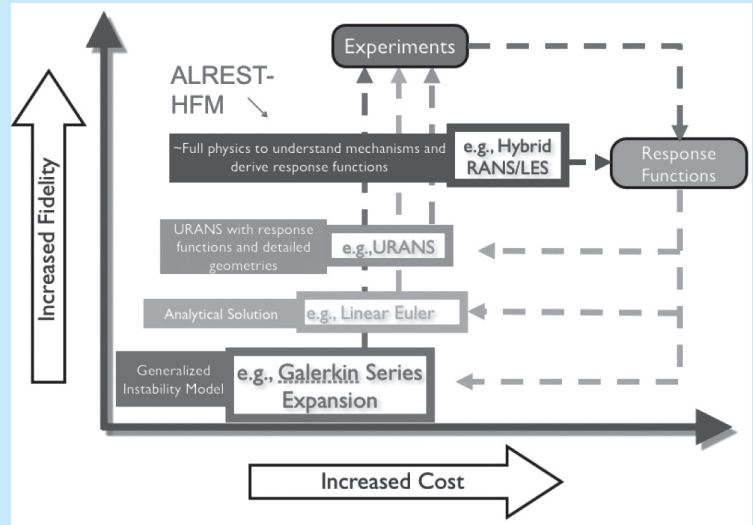 Experiments
ALREST-
HFM
~Full physics to understand mechanisms and
derive response functions
e.g., Hybrid
RANS/LES
Response
Functions
URANS with response
functions and detailed
geometries
e.g.,URANS
Analytical Solution
e.g., Linear Euler
Generalized
Instability Model
e.g., Galerkin Series
Expansion
Increased Fidelity
Increased Cost